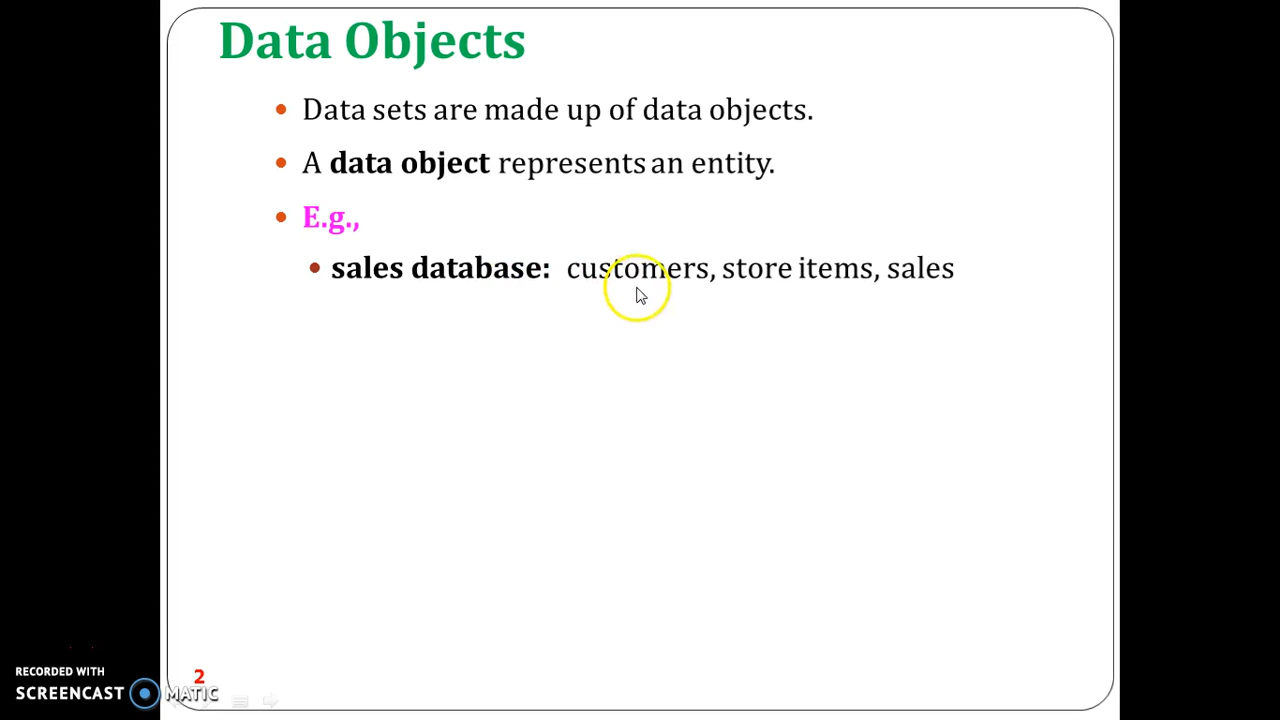 Data Objects
• Data sets are made up of data objects.
• A data object represents an entity.
• E.g.,
• sales database: customers, store items, sales
2
RECORDED WITH
SCREENCAST MATIC